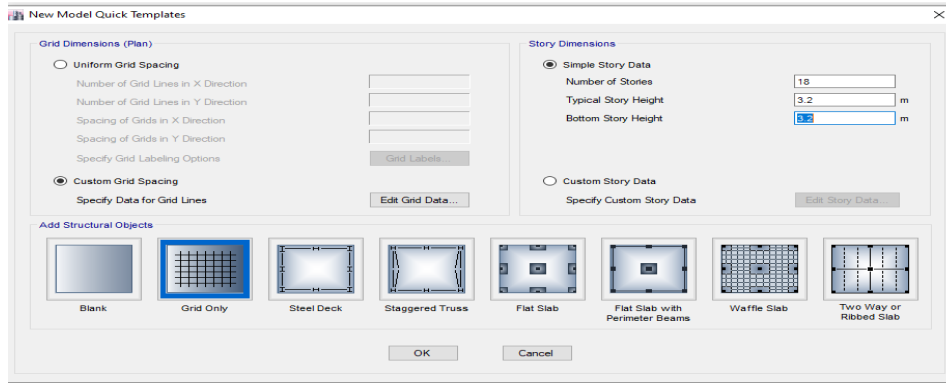 New Model Quick Templates
Grid Dimensions (Plan)
Uniform Grid Spacing
Number of Grid Lines in X Direction
Number of Grid Lines in Y Direction
Spacing of Grids in X Direction
Spacing of Grids in Y Direction
Specify Grid Labeling Options
Grid Labels...
Custom Grid Spacing
Specify Data for Grid Lines
Edit Grid Data...
Story Dimensions
Simple Story Data
Number of Stories
18
Typical Story Height
3.2
m
Bottom Story Height
3.2
m
Custom Story Data
Specify Custom Story Data
Edit Story Data...
Add Structural Objects
Blank
Grid Only
Steel Deck
Staggered Truss
Flat Slab
Flat Slab with
Perimeter Beams
Waffle Slab
Two Way or
Ribbed Slab
OK
Cancel